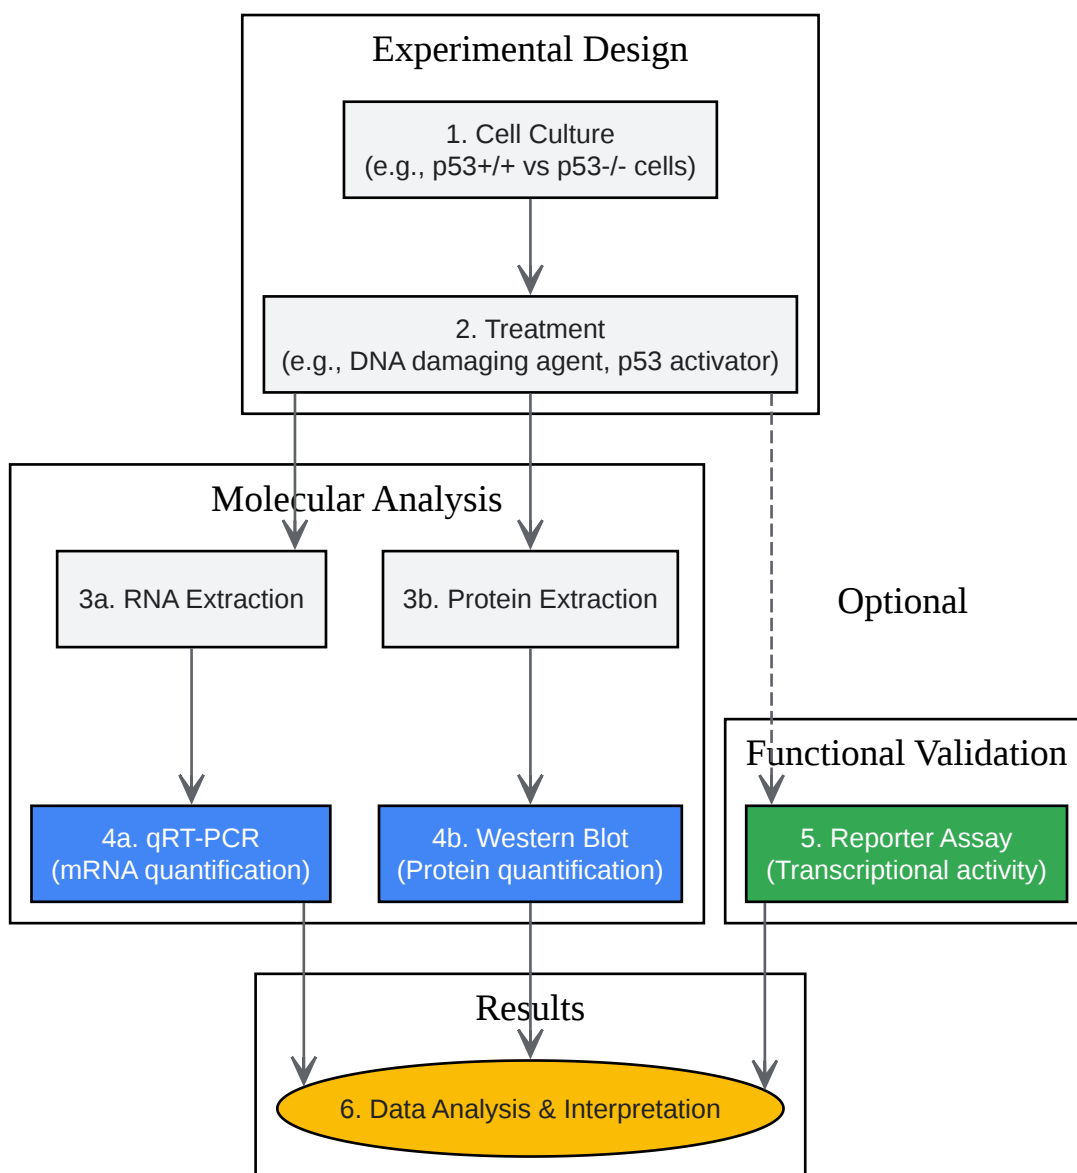 Experimental Design
1. Cell Culture
(e.g., p53+/+ vs p53-/- cells)
2. Treatment
(e.g., DNA damaging agent, p53 activator)
Molecular Analysis
3a. RNA Extraction
3b. Protein Extraction
Optional
Functional Validation
4a. qRT-PCR
(mRNA quantification)
4b. Western Blot
(Protein quantification)
5. Reporter Assay
(Transcriptional activity)
Results
6. Data Analysis & Interpretation